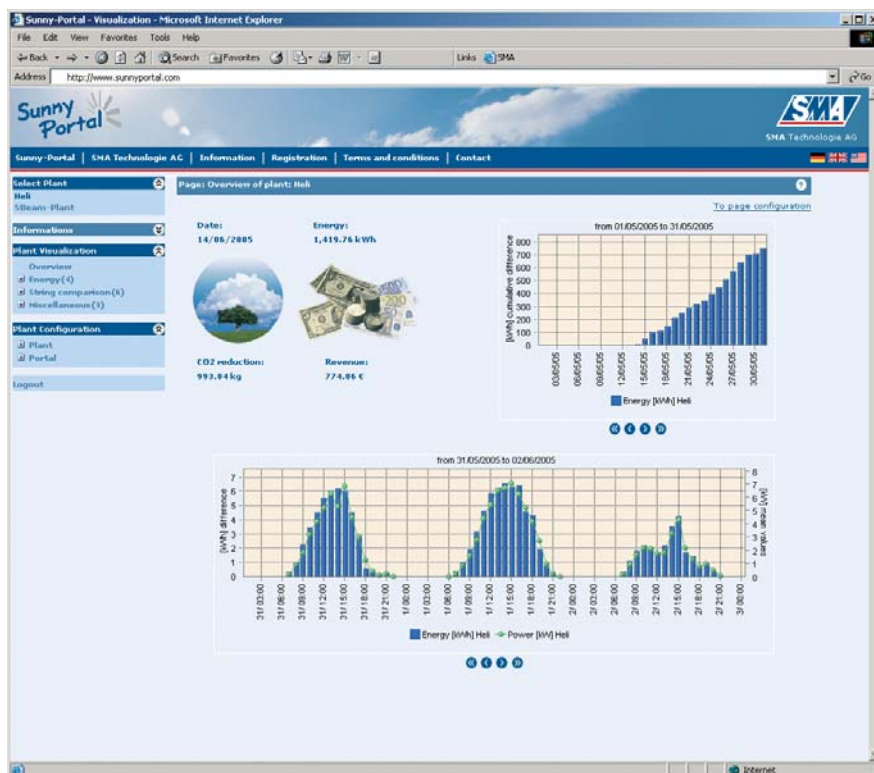 Sunny-Portal - Visualization - Microsoft Internet Explorer
File Edit View Favorites Tools Help
Back Search Favorites Links SMA
Address http://www.sunnyportal.com Go
Sunny Portal
SMA
SMA Technologie AG
Sunny-Portal | SMA Technologie AG | Information | Registration | Terms and conditions | Contact
Select Plant
Heli
SBeam-Plant
Informations
Plant Visualization
Overview
Energy(4)
String comparison(6)
Miscellaneous(3)
Plant Configuration
Plant
Portal
Logout
Page: Overview of plant: Heli
To page configuration
Date: Energy:
14/06/2005 1,419.76 kWh
CO2 reduction: Revenue:
993.84 kg 774.06 €
from 01/05/2005 to 31/05/2005
[kWh] cumulative difference
800
700
600
500
400
300
200
100
0
03/05/05 06/05/05 09/05/05 12/05/05 15/05/05 18/05/05 21/05/05 24/05/05 27/05/05 30/05/05
Energy [kWh] Heli
from 31/05/2005 to 02/06/2005
[kWh] difference
7
6
5
4
3
2
1
0
8
7
6
5
4
3
2
1
0
[kW] mean values
31/ 03:00 31/ 06:00 31/ 09:00 31/ 12:00 31/ 15:00 31/ 18:00 31/ 21:00 1/ 00:00 1/ 03:00 1/ 06:00 1/ 09:00 1/ 12:00 1/ 15:00 1/ 18:00 1/ 21:00 2/ 00:00 2/ 03:00 2/ 06:00 2/ 09:00 2/ 12:00 2/ 15:00 2/ 18:00 2/ 21:00 3/ 00:00
Energy [kWh] Heli Power [kW] Heli
Internet